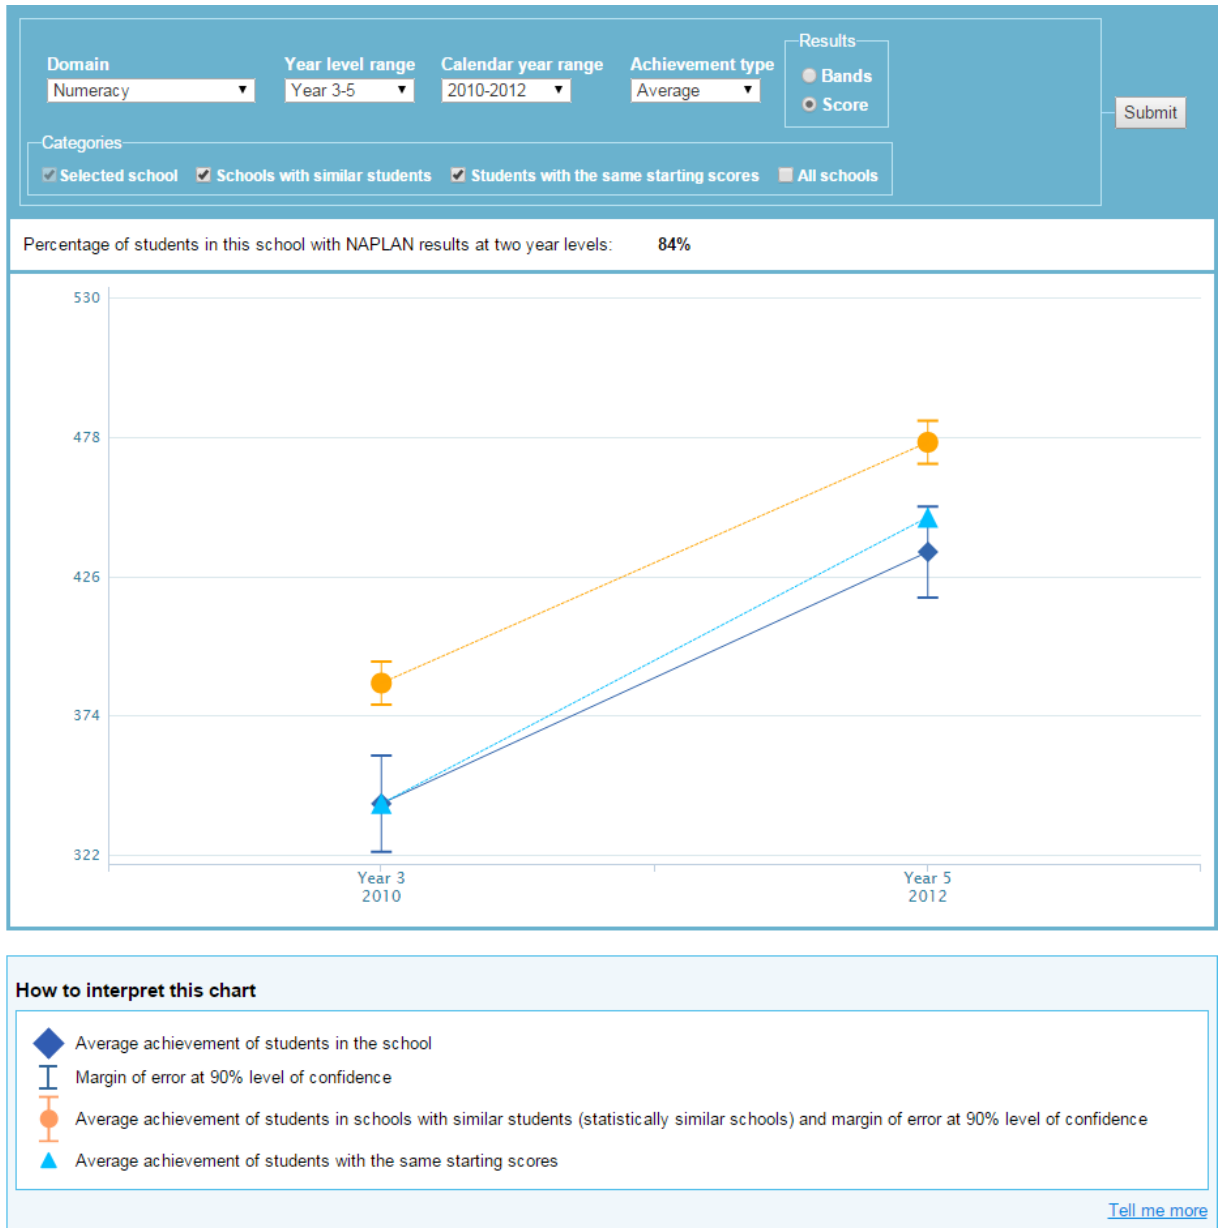 Domain Year level range Calendar year range Achievement type Results
Numeracy Year 3-5 2010-2012 Average Bands
Score
Submit
Categories
Selected school Schools with similar students Students with the same starting scores All schools
Percentage of students in this school with NAPLAN results at two year levels: 84%
530
478
426
374
322
Year 3 Year 5
2010 2012
How to interpret this chart
Average achievement of students in the school
Margin of error at 90% level of confidence
Average achievement of students in schools with similar students (statistically similar schools) and margin of error at 90% level of confidence
Average achievement of students with the same starting scores
Tell me more